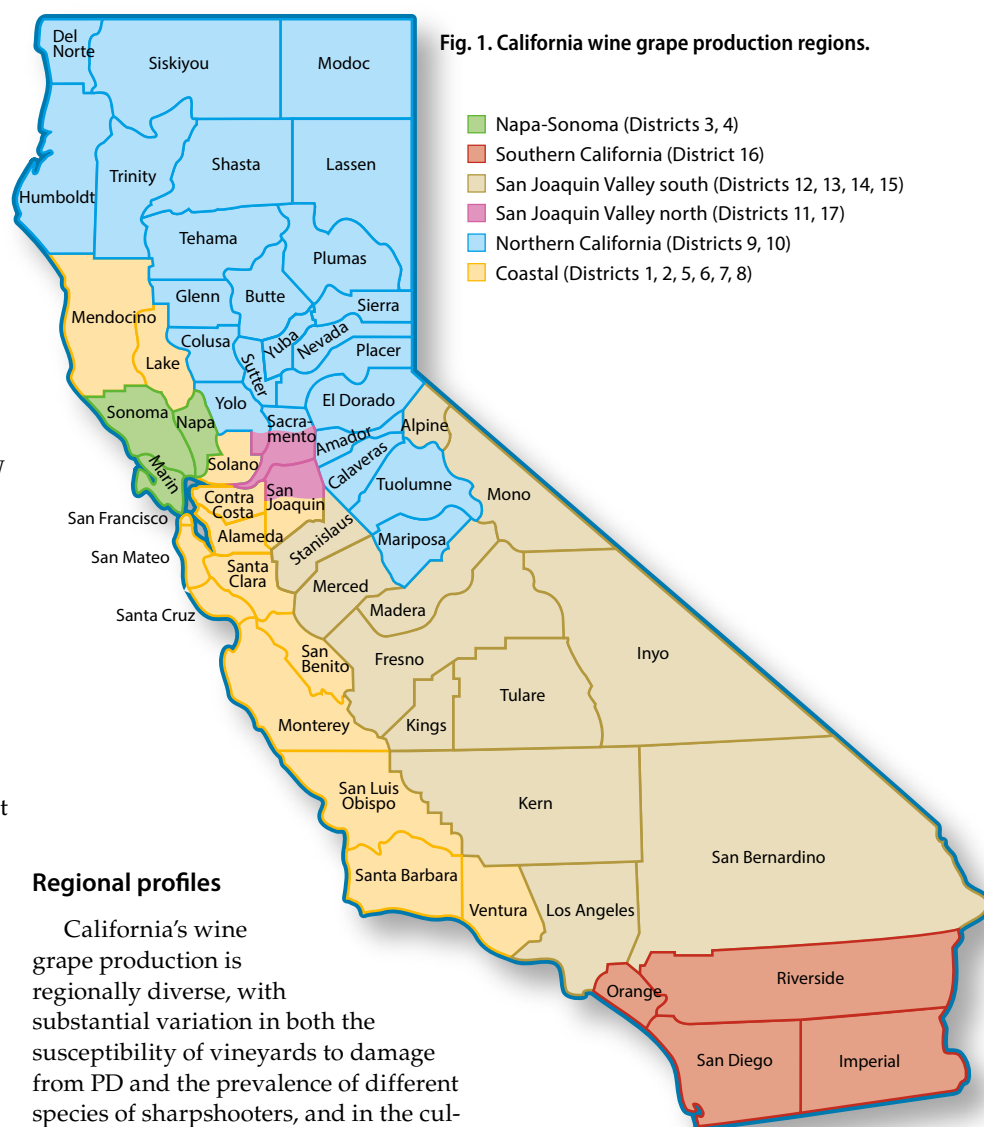 Fig. 1. California wine grape production regions.
Napa-Sonoma (Districts 3, 4)
Southern California (District 16)
San Joaquin Valley south (Districts 12, 13, 14, 15)
San Joaquin Valley north (Districts 11, 17)
Northern California (Districts 9, 10)
Coastal (Districts 1, 2, 5, 6, 7, 8)
Del
Norte
Siskiyou
Modoc
Humboldt
Trinity
Shasta
Lassen
Tehama
Plumas
Glenn
Butte
Sierra
Mendocino
Colusa
Yuba
Nevada
Placer
Lake
Sutter
Sonoma
Napa
Yolo
El Dorado
Sacra-
mento
Amador
Alpine
Marin
Solano
Calaveras
Tuolumne
Mono
Contra
Costa
San
Joaquin
San Francisco
Alameda
Stanislaus
Mariposa
San Mateo
Santa
Clara
Merced
Santa Cruz
Madera
San
Benito
Fresno
Inyo
Tulare
Monterey
Kings
San Luis
Obispo
Kern
San Bernardino
Santa Barbara
Ventura
Los Angeles
Orange
Riverside
San Diego
Imperial
t
Regional profiles
California's wine
grape production is
regionally diverse, with
substantial variation in both the
susceptibility of vineyards to damage
from PD and the prevalence of different
species of sharpshooters, and in the cul-